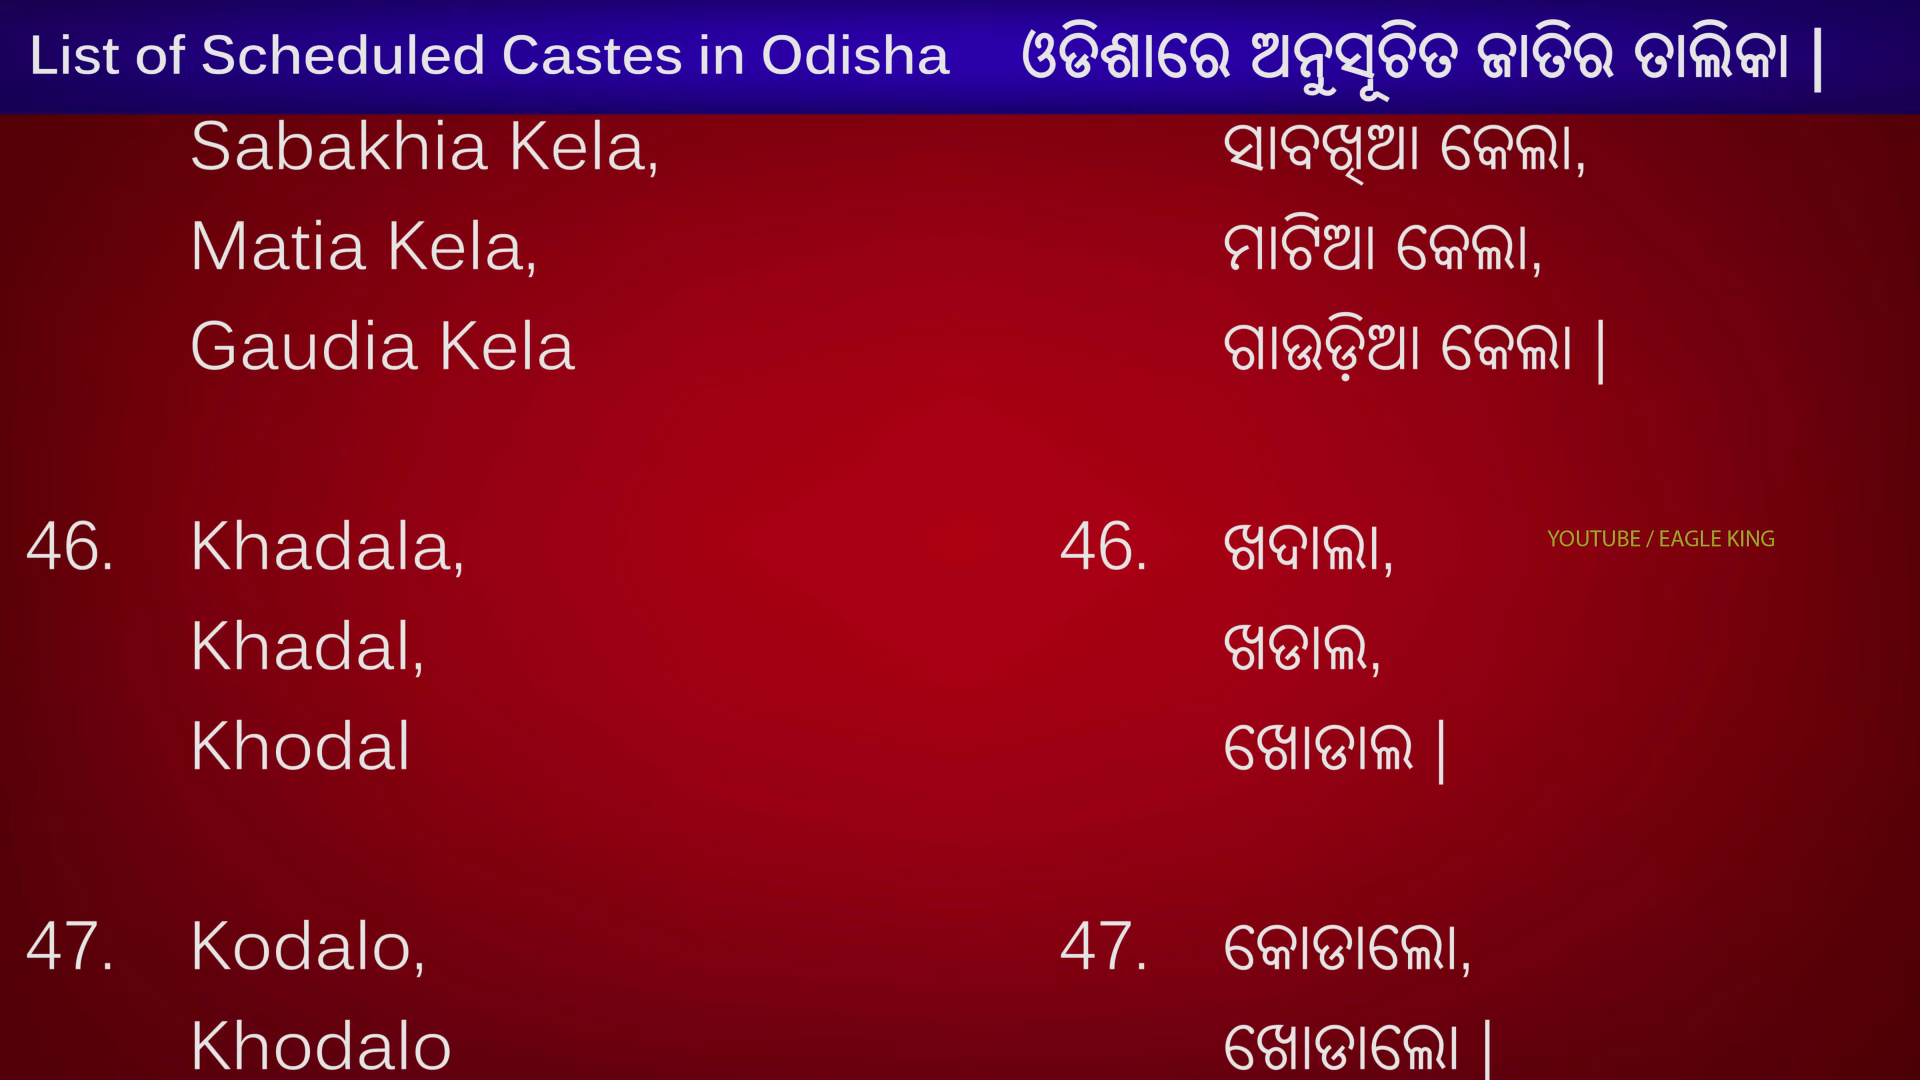 List of Scheduled Castes in Odisha ଓଡିଶାରେ ଅନୁସୂଚିତ ଜାତିର ତାଲିକା |
Sabakhia Kela, ସାବଖିଆ କେଲା,
Matia Kela, ମାଟିଆ କେଲା,
Gaudia Kela ଗାଉଡ଼ିଆ କେଲା |
46. Khadala, 46. ଖଦାଲା,
YOUTUBE / EAGLE KING
Khadal, ଖଡାଲ,
Khodal ଖୋଡାଲ |
47. Kodalo, 47. କୋଡାଲୋ,
Khodalo ଖୋଡାଲୋ |